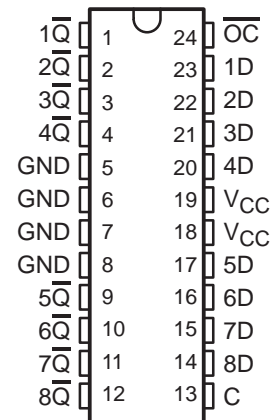 1Q̅ 1 24 O̅C̅
2Q̅ 2 23 1D
3Q̅ 3 22 2D
4Q̅ 4 21 3D
GND 5 20 4D
GND 6 19 VCC
GND 7 18 VCC
GND 8 17 5D
5Q̅ 9 16 6D
6Q̅ 10 15 7D
7Q̅ 11 14 8D
8Q̅ 12 13 C